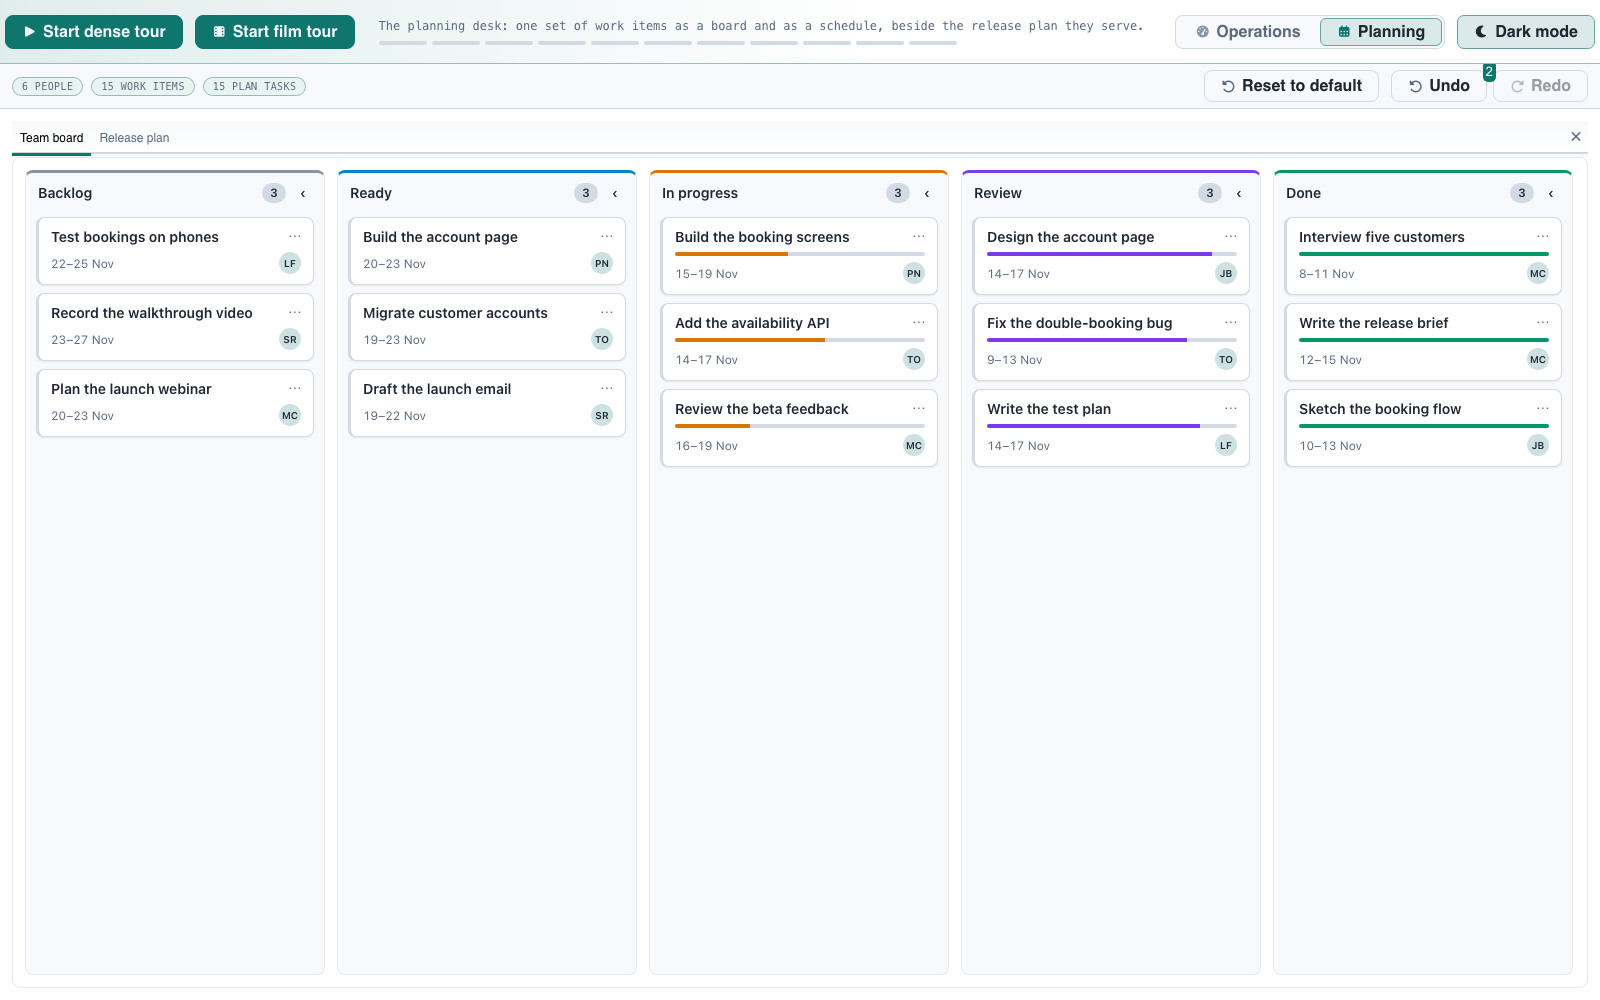 Start dense tour
Start film tour
The planning desk: one set of work items as a board and as a schedule, beside the release plan they serve.
Operations
Planning
Dark mode
6 PEOPLE
15 WORK ITEMS
15 PLAN TASKS
Reset to default
Undo
2
Redo
Team board
Release plan
Backlog
3
Test bookings on phones
22–25 Nov
LF
Record the walkthrough video
23–27 Nov
SR
Plan the launch webinar
20–23 Nov
MC
Ready
3
Build the account page
20–23 Nov
PN
Migrate customer accounts
19–23 Nov
TO
Draft the launch email
19–22 Nov
SR
In progress
3
Build the booking screens
15–19 Nov
PN
Add the availability API
14–17 Nov
TO
Review the beta feedback
16–19 Nov
MC
Review
3
Design the account page
14–17 Nov
JB
Fix the double-booking bug
9–13 Nov
TO
Write the test plan
14–17 Nov
LF
Done
3
Interview five customers
8–11 Nov
MC
Write the release brief
12–15 Nov
MC
Sketch the booking flow
10–13 Nov
JB